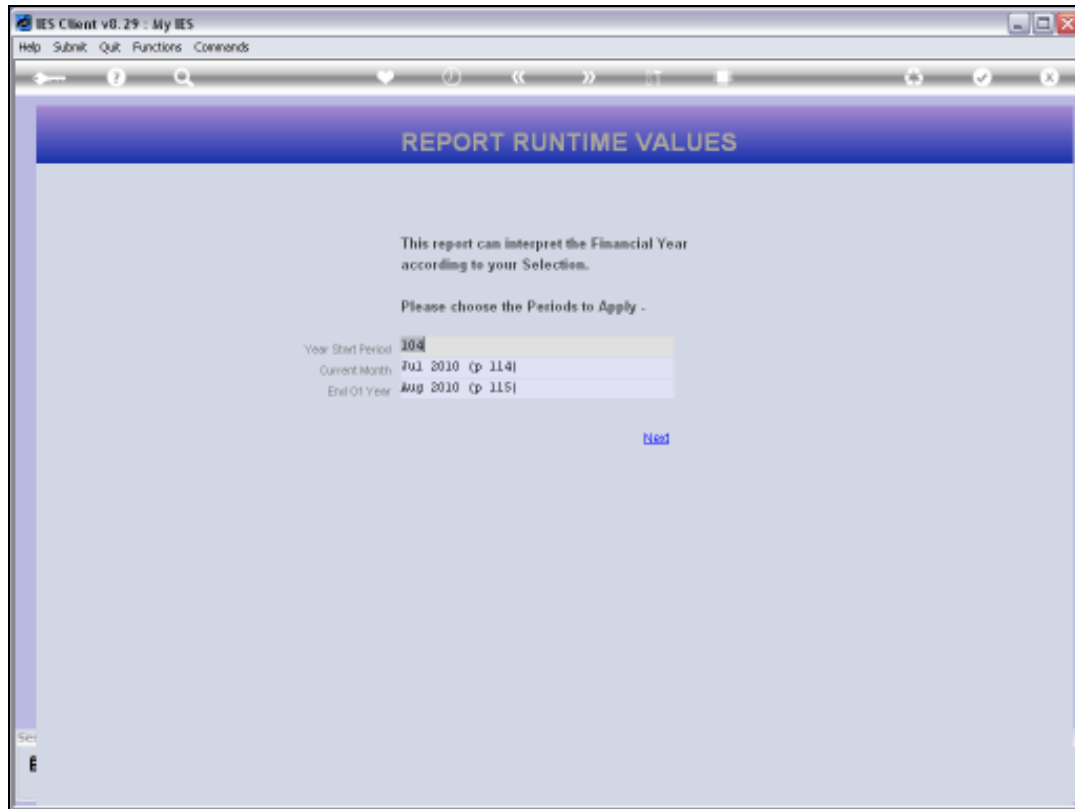 IES Client v8.29 : My IES
Help Submit Quit Functions Commands
REPORT RUNTIME VALUES
This report can interpret the Financial Year
according to your Selection.
Please choose the Periods to Apply -
Year Start Period 104
Current Month Jul 2010 (p 114)
End Of Year Aug 2010 (p 115)
Next
Ses